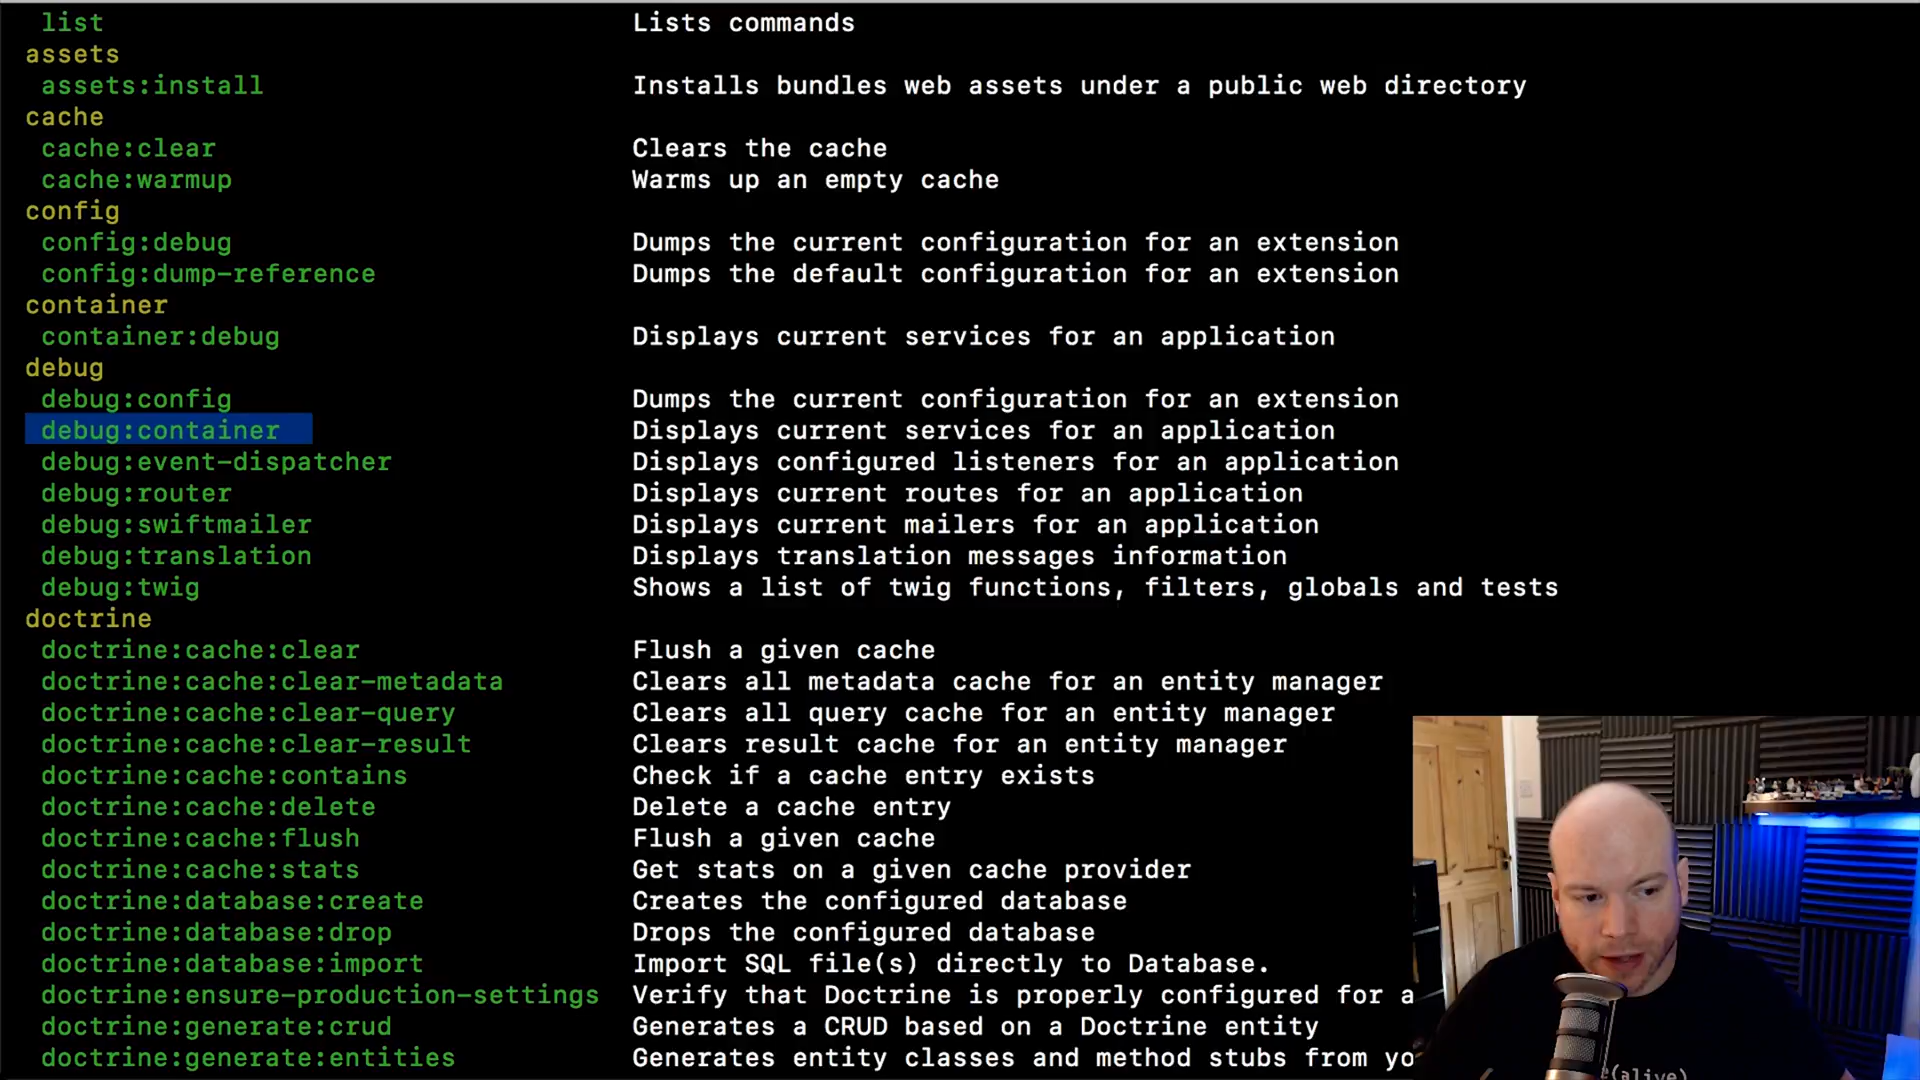 list Lists commands
assets
assets:install Installs bundles web assets under a public web directory
cache
cache:clear Clears the cache
cache:warmup Warms up an empty cache
config
config:debug Dumps the current configuration for an extension
config:dump-reference Dumps the default configuration for an extension
container
container:debug Displays current services for an application
debug
debug:config Dumps the current configuration for an extension
debug:container Displays current services for an application
debug:event-dispatcher Displays configured listeners for an application
debug:router Displays current routes for an application
debug:swiftmailer Displays current mailers for an application
debug:translation Displays translation messages information
debug:twig Shows a list of twig functions, filters, globals and tests
doctrine
doctrine:cache:clear Flush a given cache
doctrine:cache:clear-metadata Clears all metadata cache for an entity manager
doctrine:cache:clear-query Clears all query cache for an entity manager
doctrine:cache:clear-result Clears result cache for an entity manager
doctrine:cache:contains Check if a cache entry exists
doctrine:cache:delete Delete a cache entry
doctrine:cache:flush Flush a given cache
doctrine:cache:stats Get stats on a given cache provider
doctrine:database:create Creates the configured database
doctrine:database:drop Drops the configured database
doctrine:database:import Import SQL file(s) directly to Database.
doctrine:ensure-production-settings Verify that Doctrine is properly configured for a
doctrine:generate:crud Generates a CRUD based on a Doctrine entity
doctrine:generate:entities Generates entity classes and method stubs from yo
(alive)